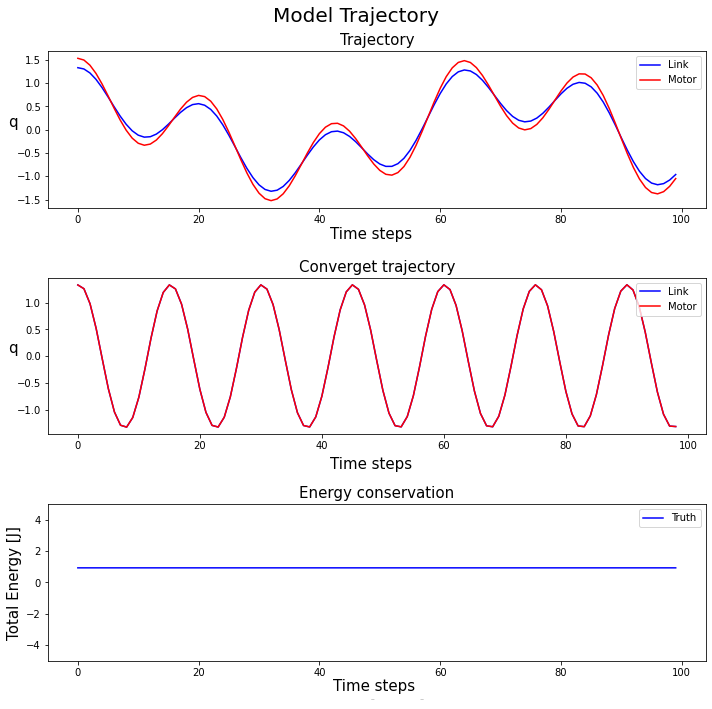 Model Trajectory
Trajectory
1.5
1.0
0.5
0.0
−0.5
−1.0
−1.5
q
Link
Motor
0 20 40 60 80 100
Time steps
Converget trajectory
1.0
0.5
0.0
−0.5
−1.0
q
Link
Motor
0 20 40 60 80 100
Time steps
Energy conservation
4
2
0
−2
−4
Total Energy [J]
Truth
0 20 40 60 80 100
Time steps